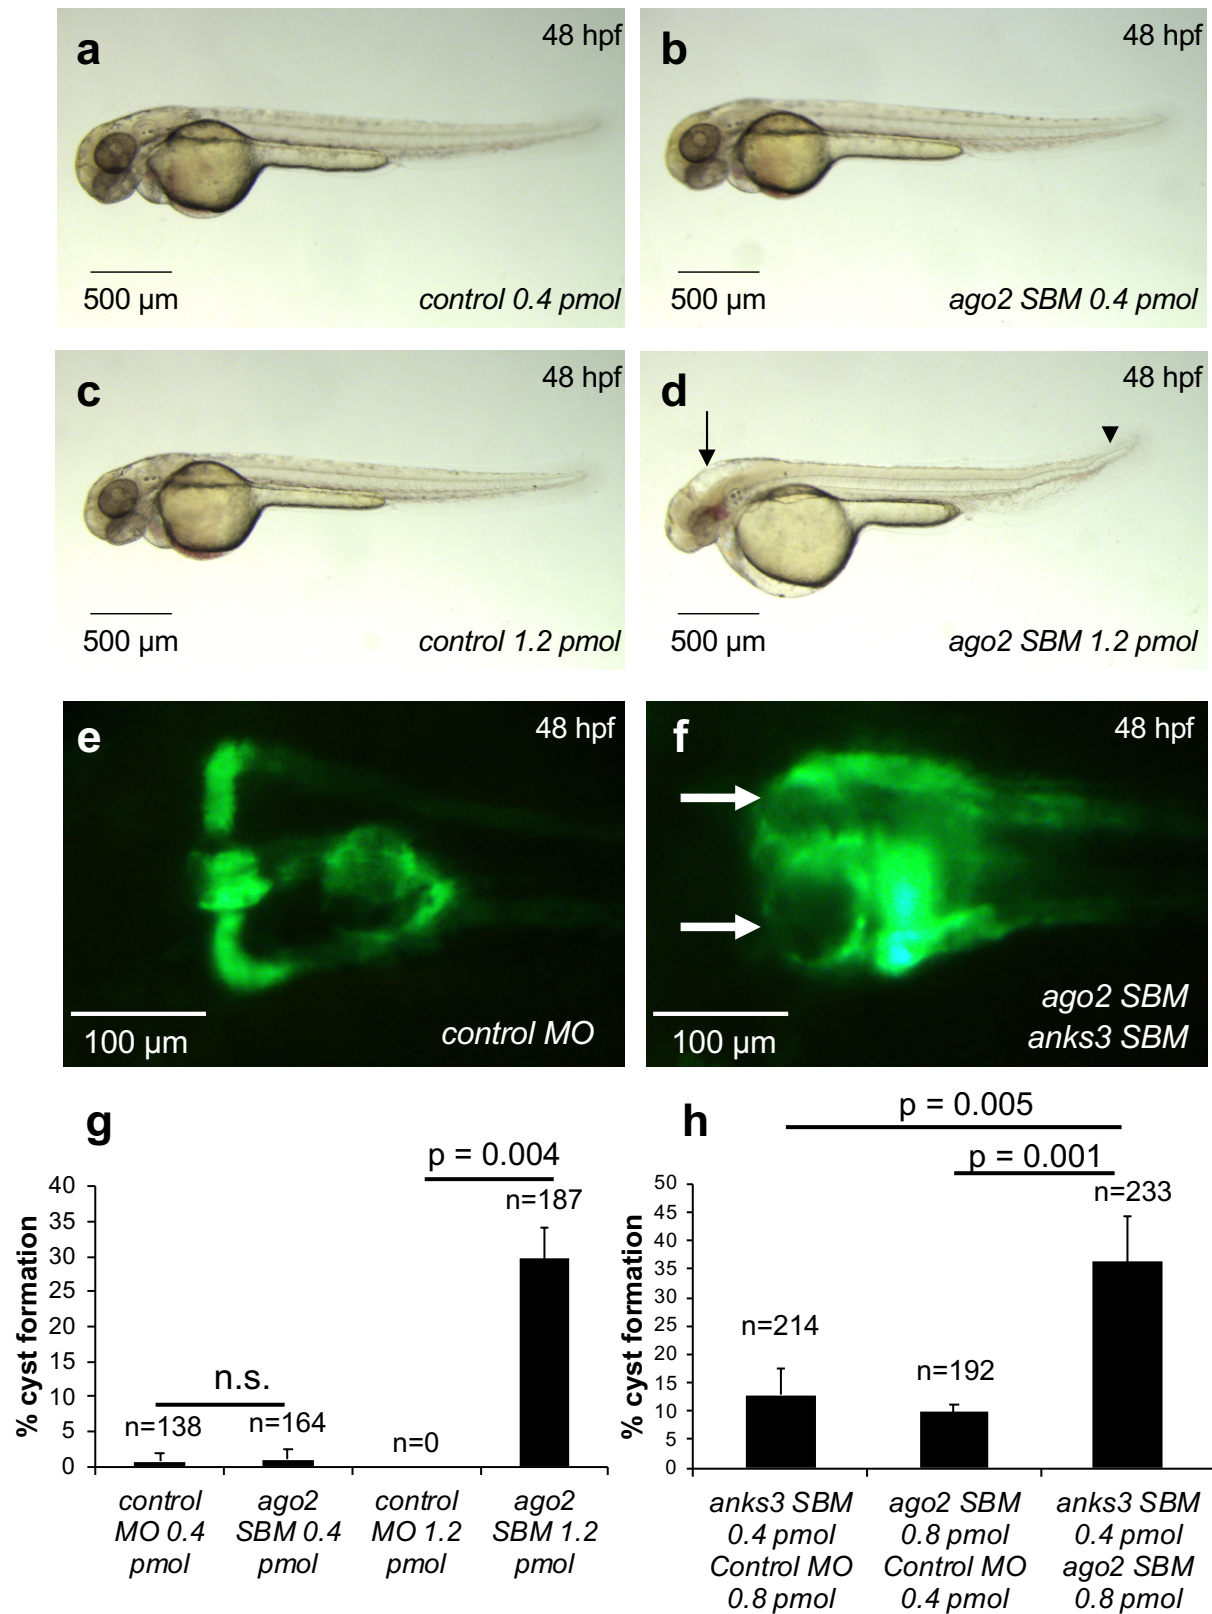 a
48 hpf
500 µm
control 0.4 pmol
b
48 hpf
500 µm
ago2 SBM 0.4 pmol
c
48 hpf
500 µm
control 1.2 pmol
d
48 hpf
500 µm
ago2 SBM 1.2 pmol
e
48 hpf
100 µm
control MO
f
48 hpf
100 µm
ago2 SBM
anks3 SBM
g
p = 0.004
n=187
n.s.
n=138
n=164
n=0
% cyst formation
40
35
30
25
20
15
10
5
0
control
MO 0.4
pmol
ago2
SBM 0.4
pmol
control
MO 1.2
pmol
ago2
SBM 1.2
pmol
h
p = 0.005
p = 0.001
n=233
n=214
n=192
% cyst formation
50
45
40
35
30
25
20
15
10
5
0
anks3 SBM
0.4 pmol
Control MO
0.8 pmol
ago2 SBM
0.8 pmol
Control MO
0.4 pmol
anks3 SBM
0.4 pmol
ago2 SBM
0.8 pmol